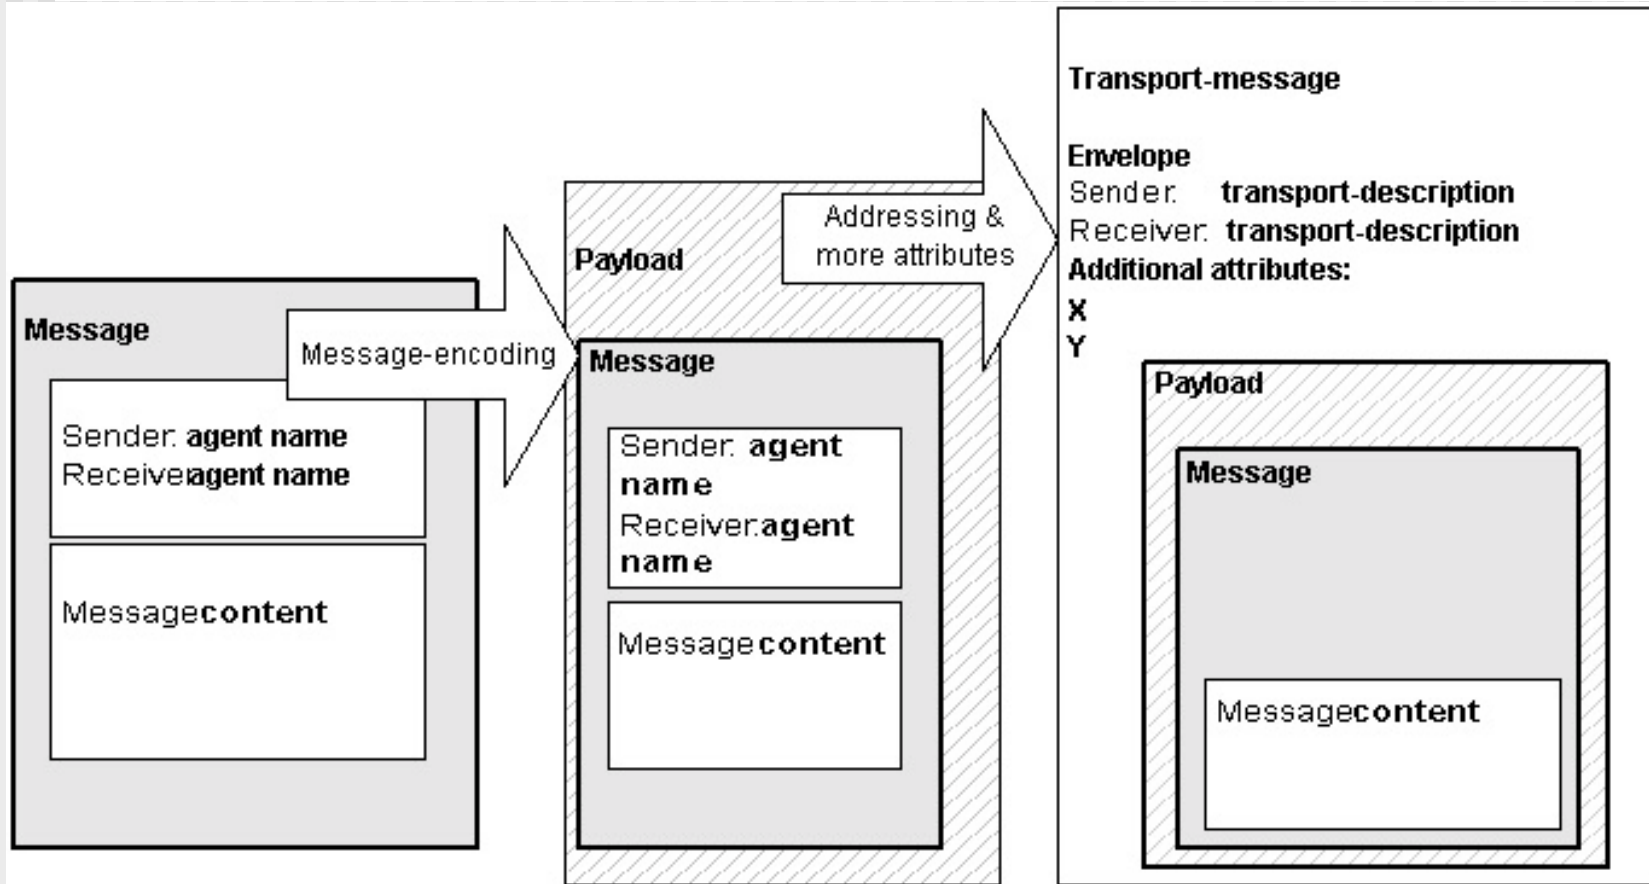 Message
Sender: agent name
Receiveragent name
Messagecontent
Message-encoding
Payload
Message
Sender: agent
name
Receiver:agent
name
Messagecontent
Addressing &
more attributes
Transport-message
Envelope
Sender: transport-description
Receiver: transport-description
Additional attributes:
X
Y
Payload
Message
Messagecontent